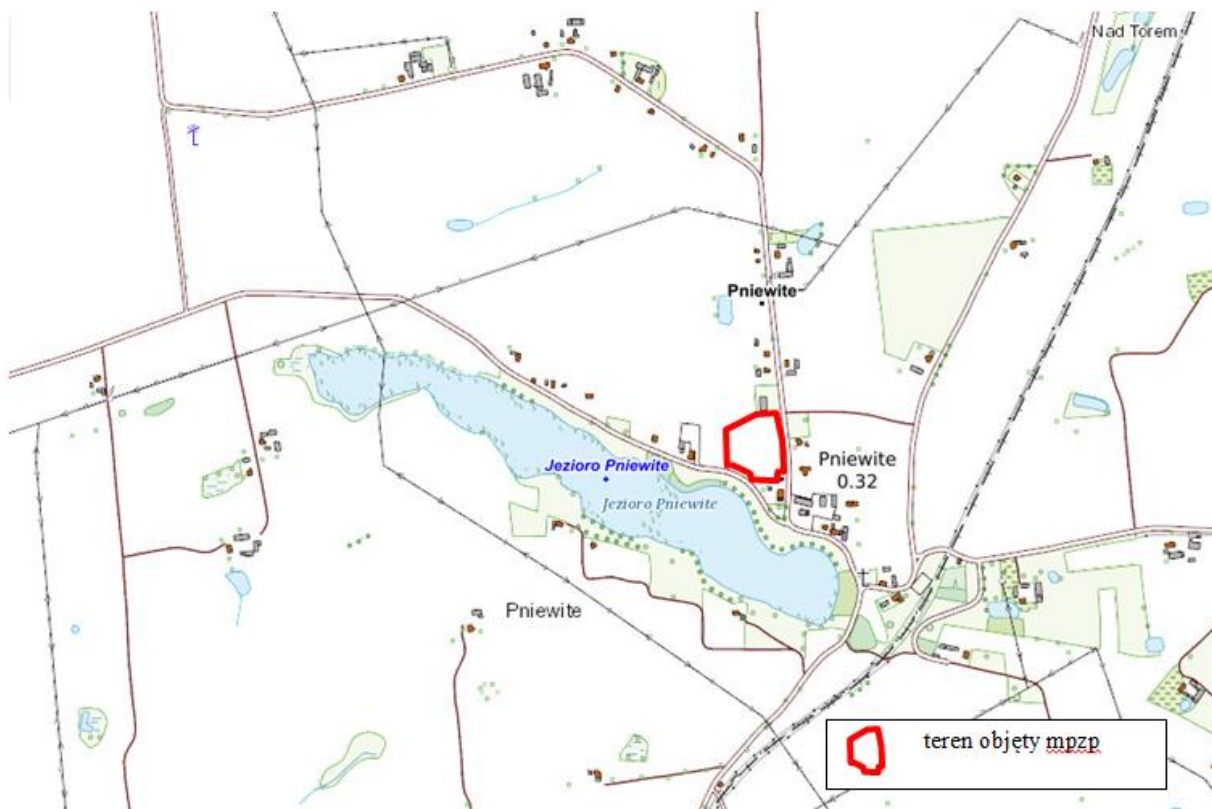 Nad Torem
Pniewite
Jezioro Pniewite
Jezioro Pniewite
Pniewite
0.32
Pniewite
teren objęty mpzp